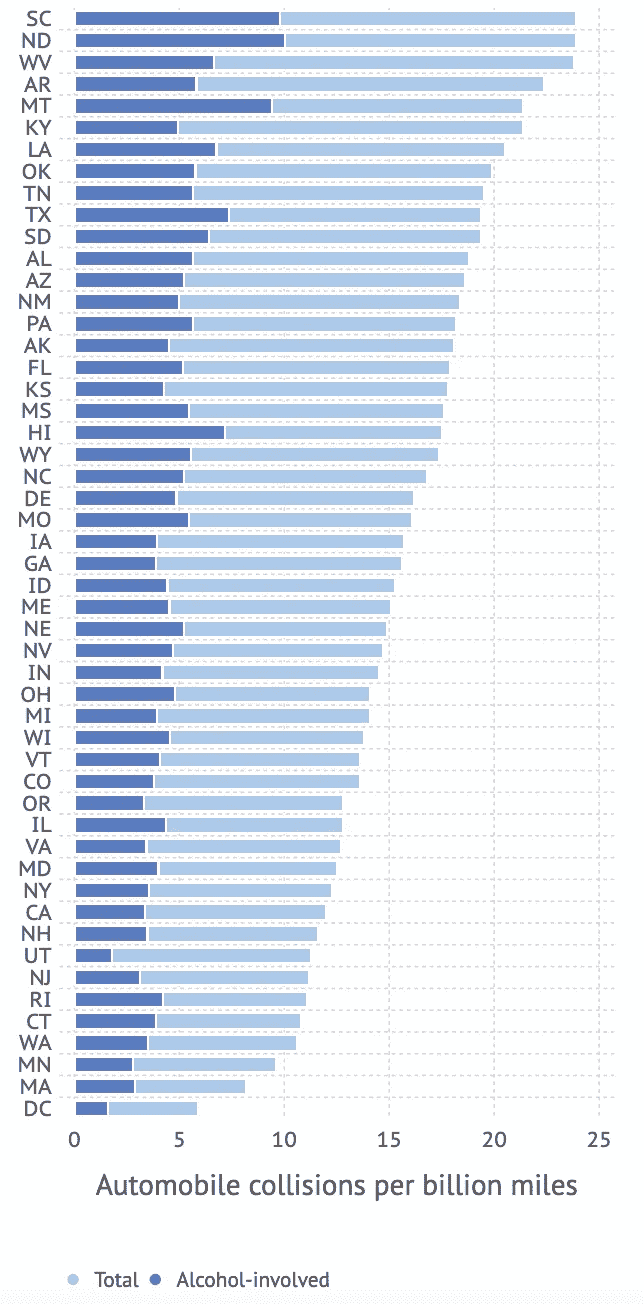 SC
ND
WV
AR
MT
KY
LA
OK
TN
TX
SD
AL
AZ
NM
PA
AK
FL
KS
MS
HI
WY
NC
DE
MO
IA
GA
ID
ME
NE
NV
IN
OH
MI
WI
VT
CO
OR
IL
VA
MD
NY
CA
NH
UT
NJ
RI
CT
WA
MN
MA
DC
0 5 10 15 20 25
Automobile collisions per billion miles
Total Alcohol-involved